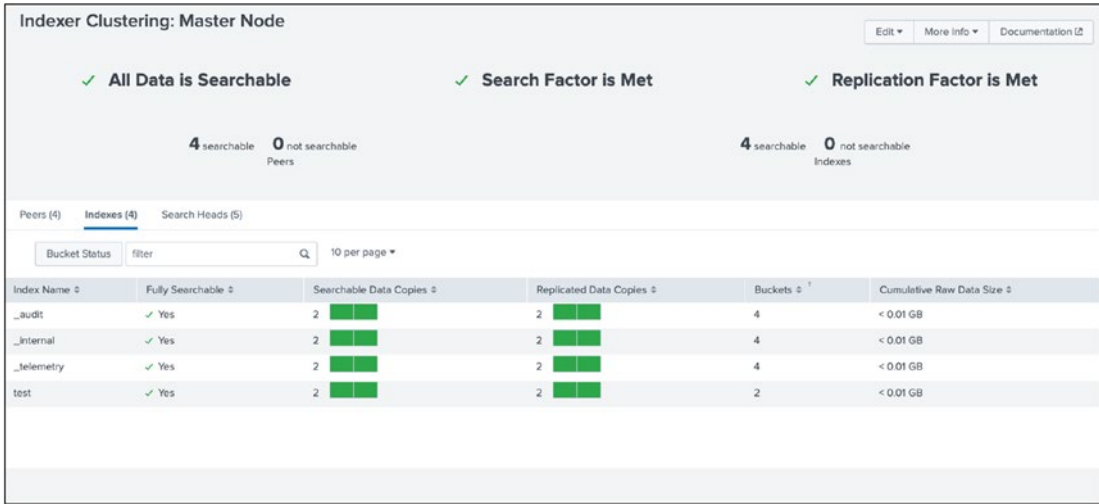 Indexer Clustering: Master Node
Edit More Info Documentation
All Data is Searchable Search Factor is Met Replication Factor is Met
4 searchable 0 not searchable 4 searchable 0 not searchable
Peers Indexes
Peers (4) Indexes (4) Search Heads (5)
Bucket Status filter 10 per page
Index Name Fully Searchable Searchable Data Copies Replicated Data Copies Buckets Cumulative Raw Data Size
_audit Yes 2 2 4 < 0.01 GB
_internal Yes 2 2 4 < 0.01 GB
_telemetry Yes 2 2 4 < 0.01 GB
test Yes 2 2 2 < 0.01 GB